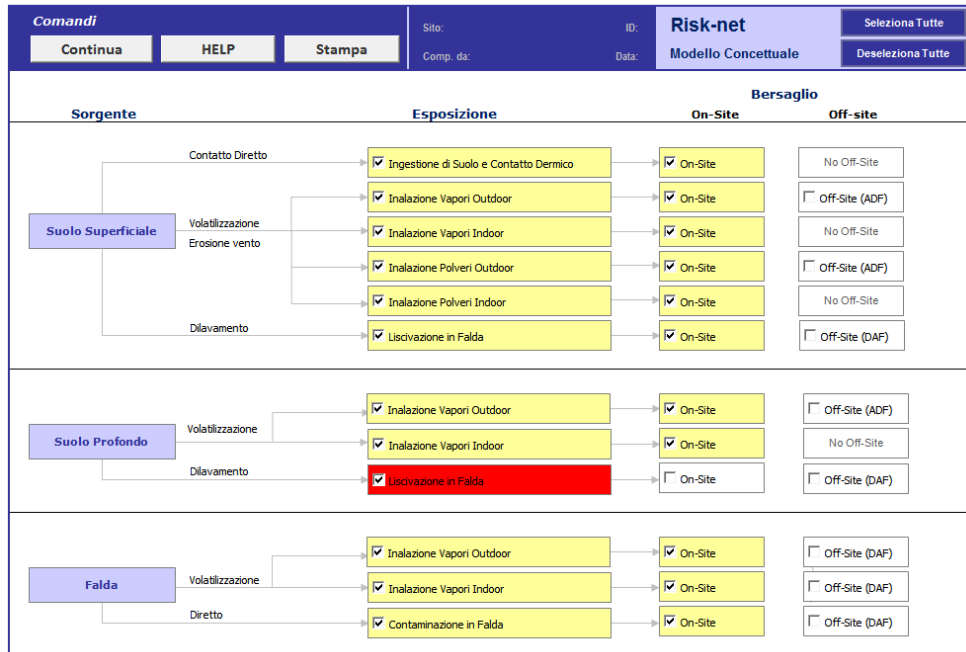 Comandi
Continua
HELP
Stampa
Sito:
ID:
Comp. da:
Data:
Risk-net
Modello Concettuale
Seleziona Tutte
Deseleziona Tutte
Sorgente
Esposizione
Bersaglio
On-Site
Off-site
Contatto Diretto
Ingestione di Suolo e Contatto Dermico
On-Site
No Off-Site
Inalazione Vapori Outdoor
On-Site
Off-Site (ADF)
Suolo Superficiale
Volatilizzazione
Erosione vento
Inalazione Vapori Indoor
On-Site
No Off-Site
Inalazione Polveri Outdoor
On-Site
Off-Site (ADF)
Inalazione Polveri Indoor
On-Site
No Off-Site
Dilavamento
Liscivazione in Falda
On-Site
Off-Site (DAF)
Inalazione Vapori Outdoor
On-Site
Off-Site (ADF)
Suolo Profondo
Volatilizzazione
Inalazione Vapori Indoor
On-Site
No Off-Site
Dilavamento
Liscivazione in Falda
On-Site
Off-Site (DAF)
Inalazione Vapori Outdoor
On-Site
Off-Site (DAF)
Falda
Volatilizzazione
Inalazione Vapori Indoor
On-Site
Off-Site (DAF)
Diretto
Contaminazione in Falda
On-Site
Off-Site (DAF)